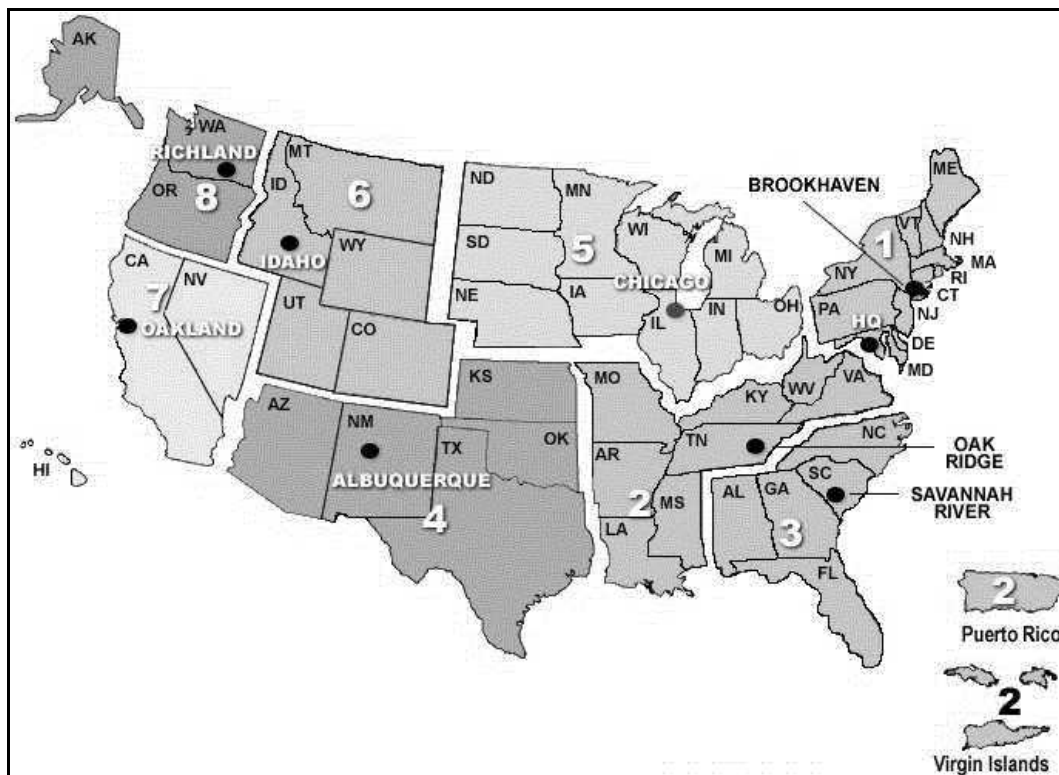 AK
WA
RICHLAND
OR
8
ID
MT
6
IDAHO
WY
CA
NV
7
OAKLAND
UT
CO
HI
AZ
NM
ALBUQUERQUE
TX
4
KS
OK
ND
SD
NE
MN
5
WI
CHICAGO
MI
IA
IL
IN
OH
MO
AR
LA
2
MS
KY
TN
WV
VA
AL
GA
3
SC
NC
FL
BROOKHAVEN
ME
VT
1
NH
MA
NY
RI
CT
PA
NJ
HQ
DE
MD
OAK
RIDGE
SAVANNAH
RIVER
2
Puerto Rico
2
Virgin Islands